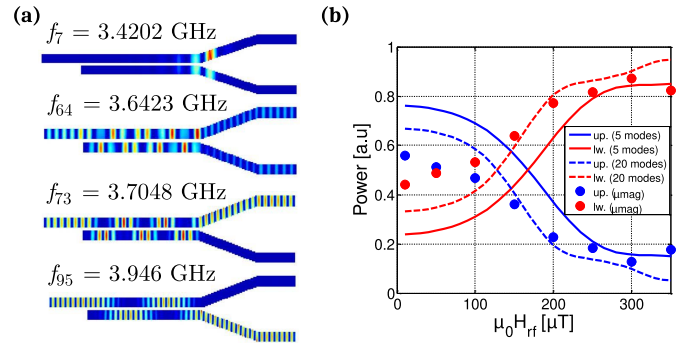 (a)
f7 = 3.4202 GHz
f64 = 3.6423 GHz
f73 = 3.7048 GHz
f95 = 3.946 GHz
(b)
Power [a.u]
1
0.8
0.6
0.4
0.2
0
0
100
200
300
μ0Hrf [μT]
up. (5 modes)
lw. (5 modes)
up. (20 modes)
lw. (20 modes)
up. (μmag)
lw. (μmag)